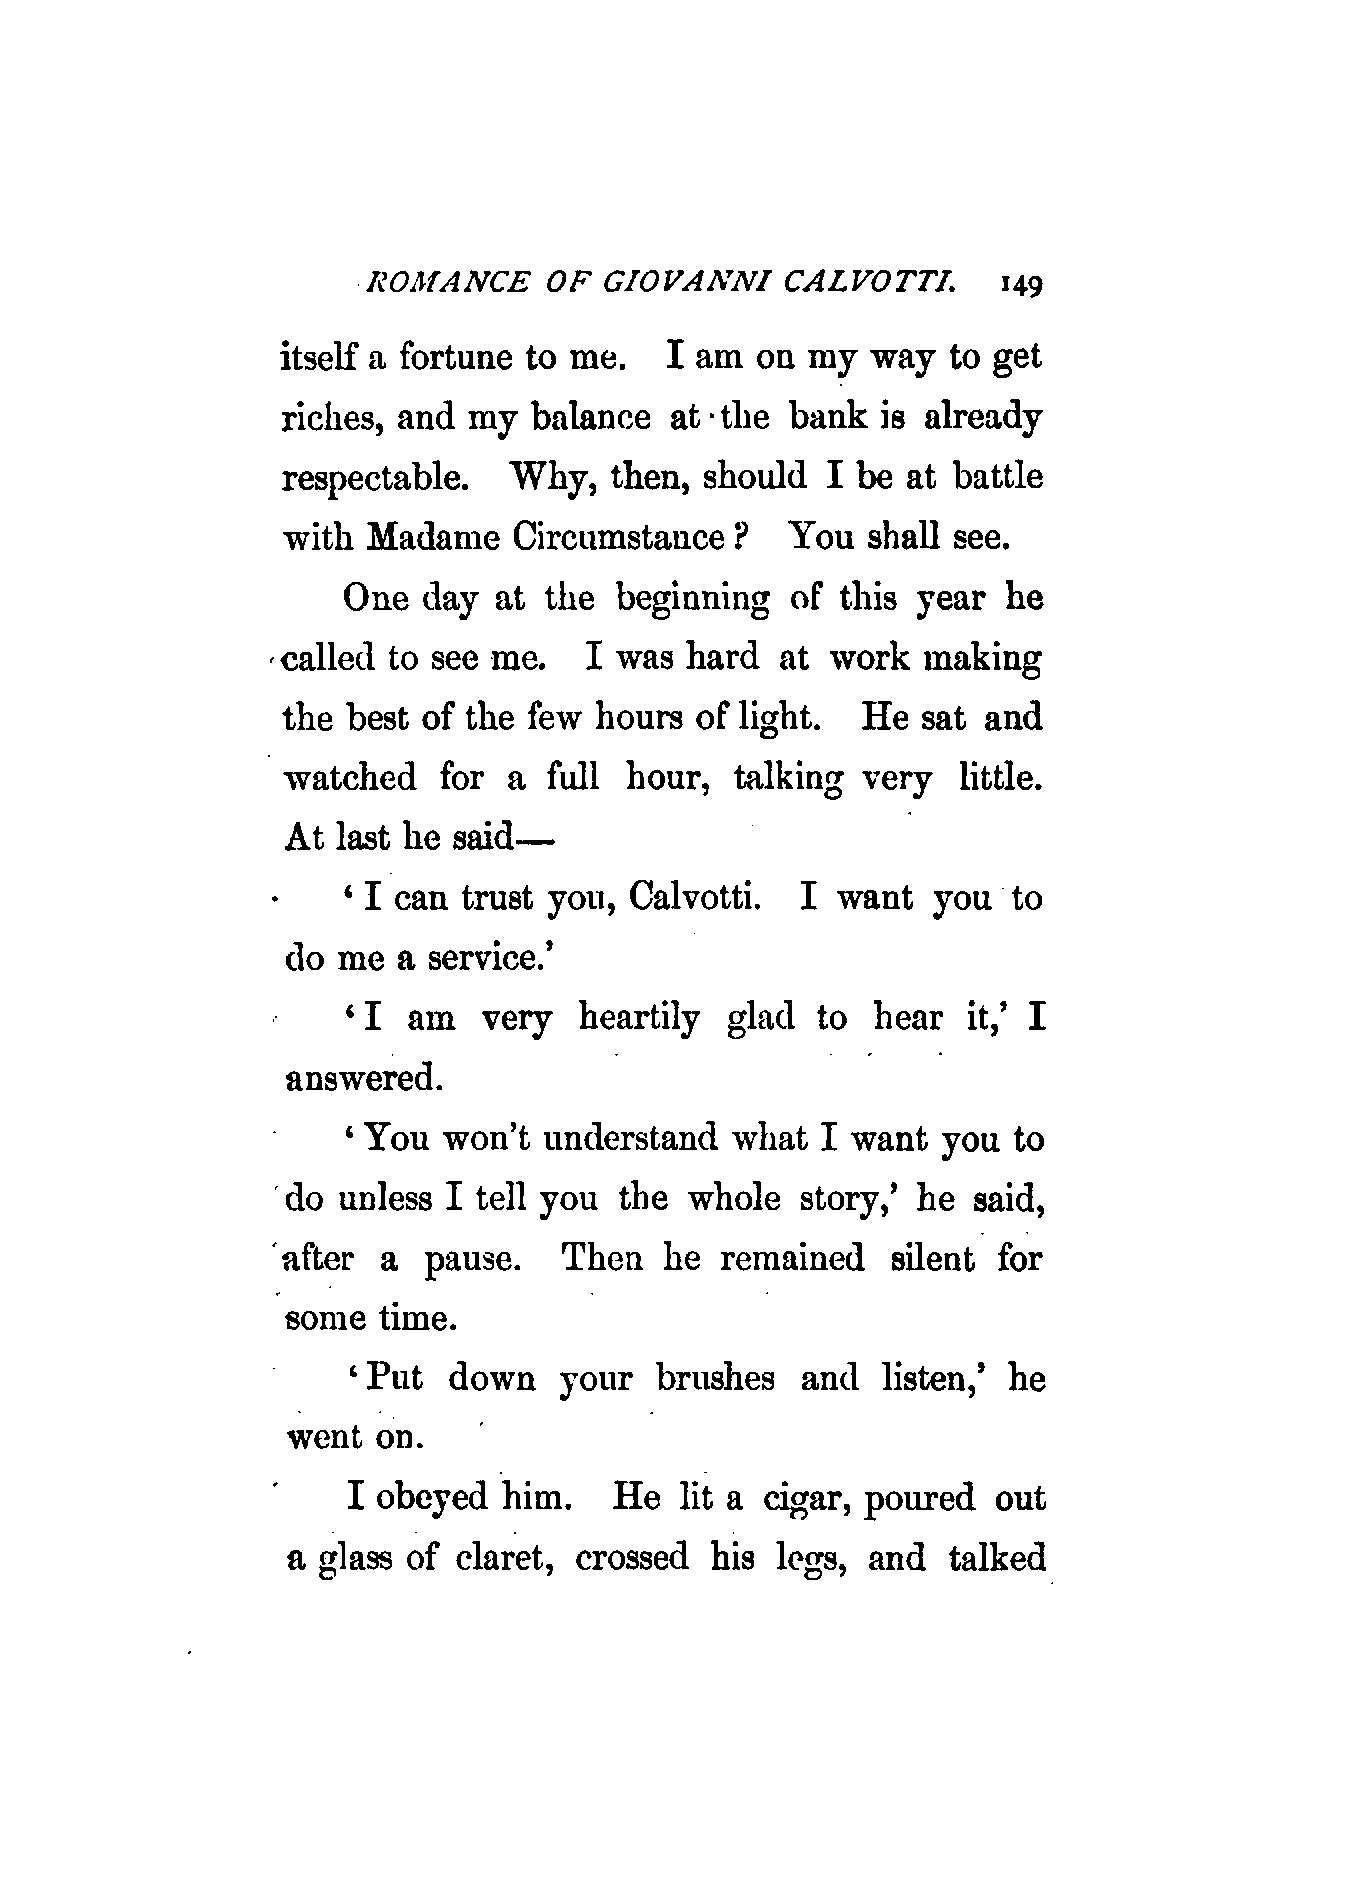 ROMANCE OF GIOVANNI CALVOTTI. 149
itself a fortune to me. I am on my way to get
riches, and my balance at the bank is already
respectable. Why, then, should I be at battle
with Madame Circumstance? You shall see.
One day at the beginning of this year he
called to see me. I was hard at work making
the best of the few hours of light. He sat and
watched for a full hour, talking very little.
At last he said—
'I can trust you, Calvotti. I want you to
do me a service.'
'I am very heartily glad to hear it,' I
answered.
'You won't understand what I want you to
do unless I tell you the whole story,' he said,
after a pause. Then he remained silent for
some time.
'Put down your brushes and listen,' he
went on.
I obeyed him. He lit a cigar, poured out
a glass of claret, crossed his legs, and talked